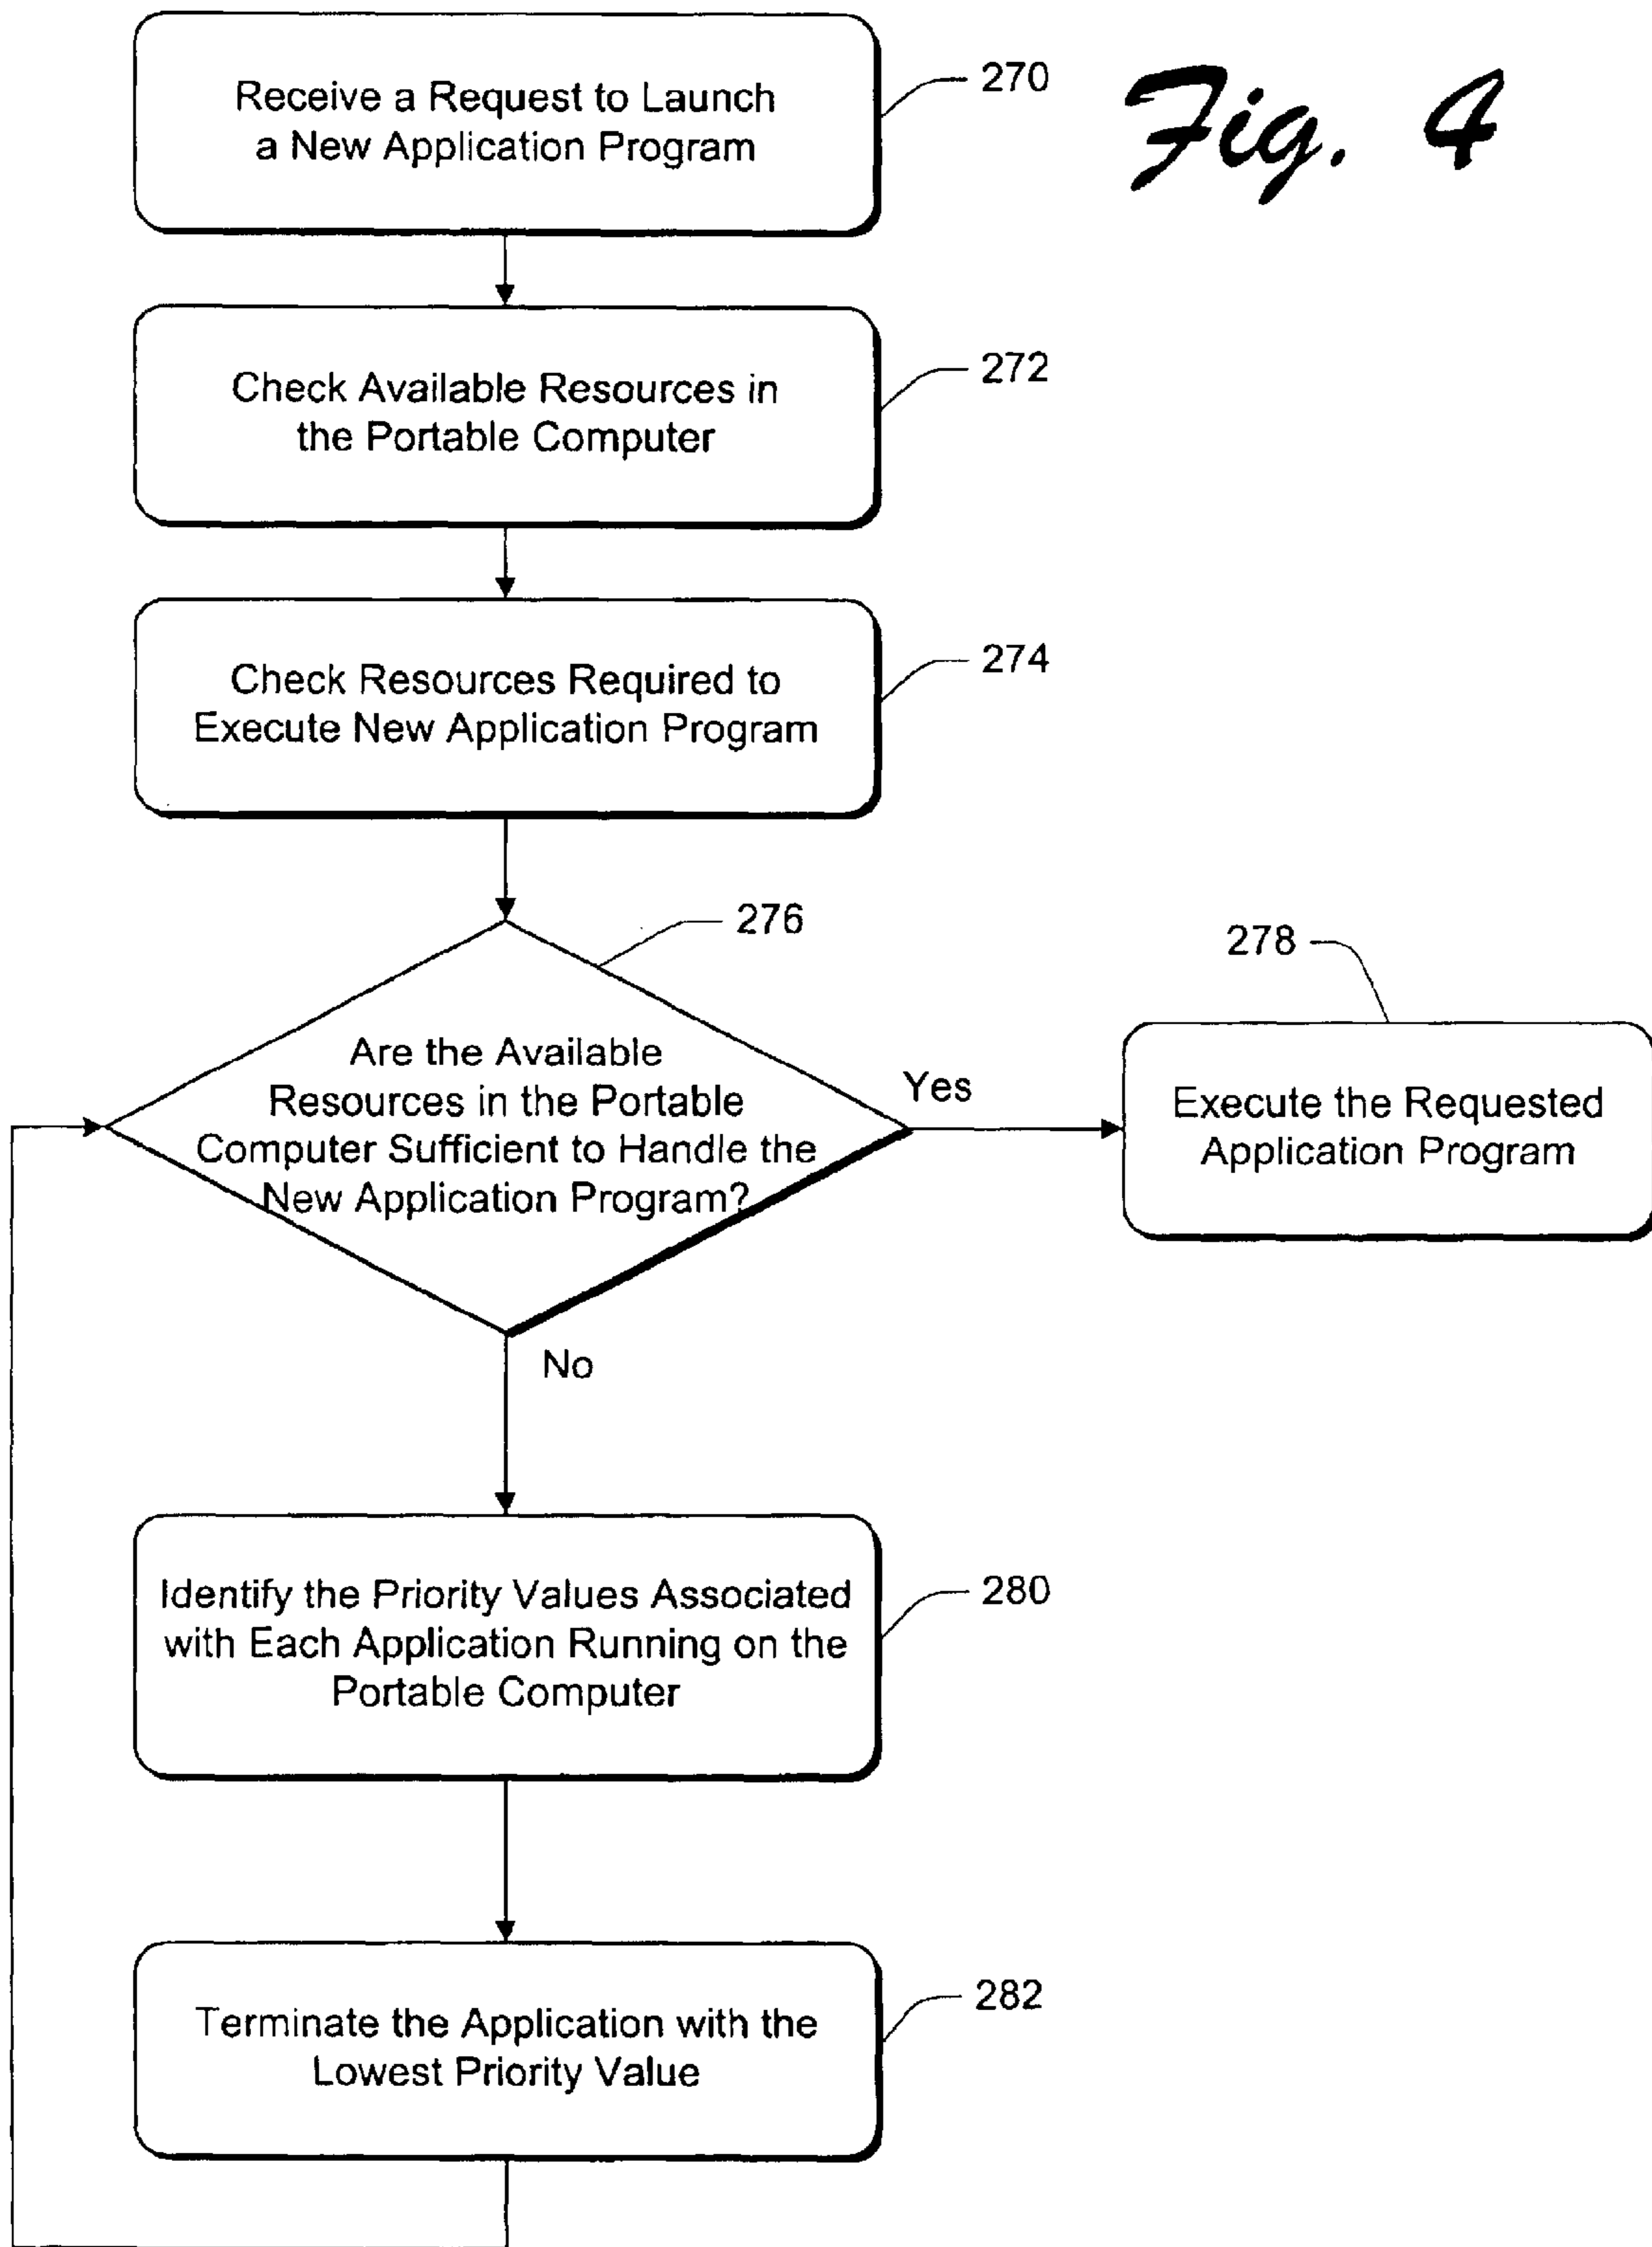 Fig. 4
Receive a Request to Launch
a New Application Program
270
Check Available Resources in
the Portable Computer
272
Check Resources Required to
Execute New Application Program
274
276
Are the Available
Resources in the Portable
Computer Sufficient to Handle the
New Application Program?
Yes
278
Execute the Requested
Application Program
No
Identify the Priority Values Associated
with Each Application Running on the
Portable Computer
280
Terminate the Application with the
Lowest Priority Value
282